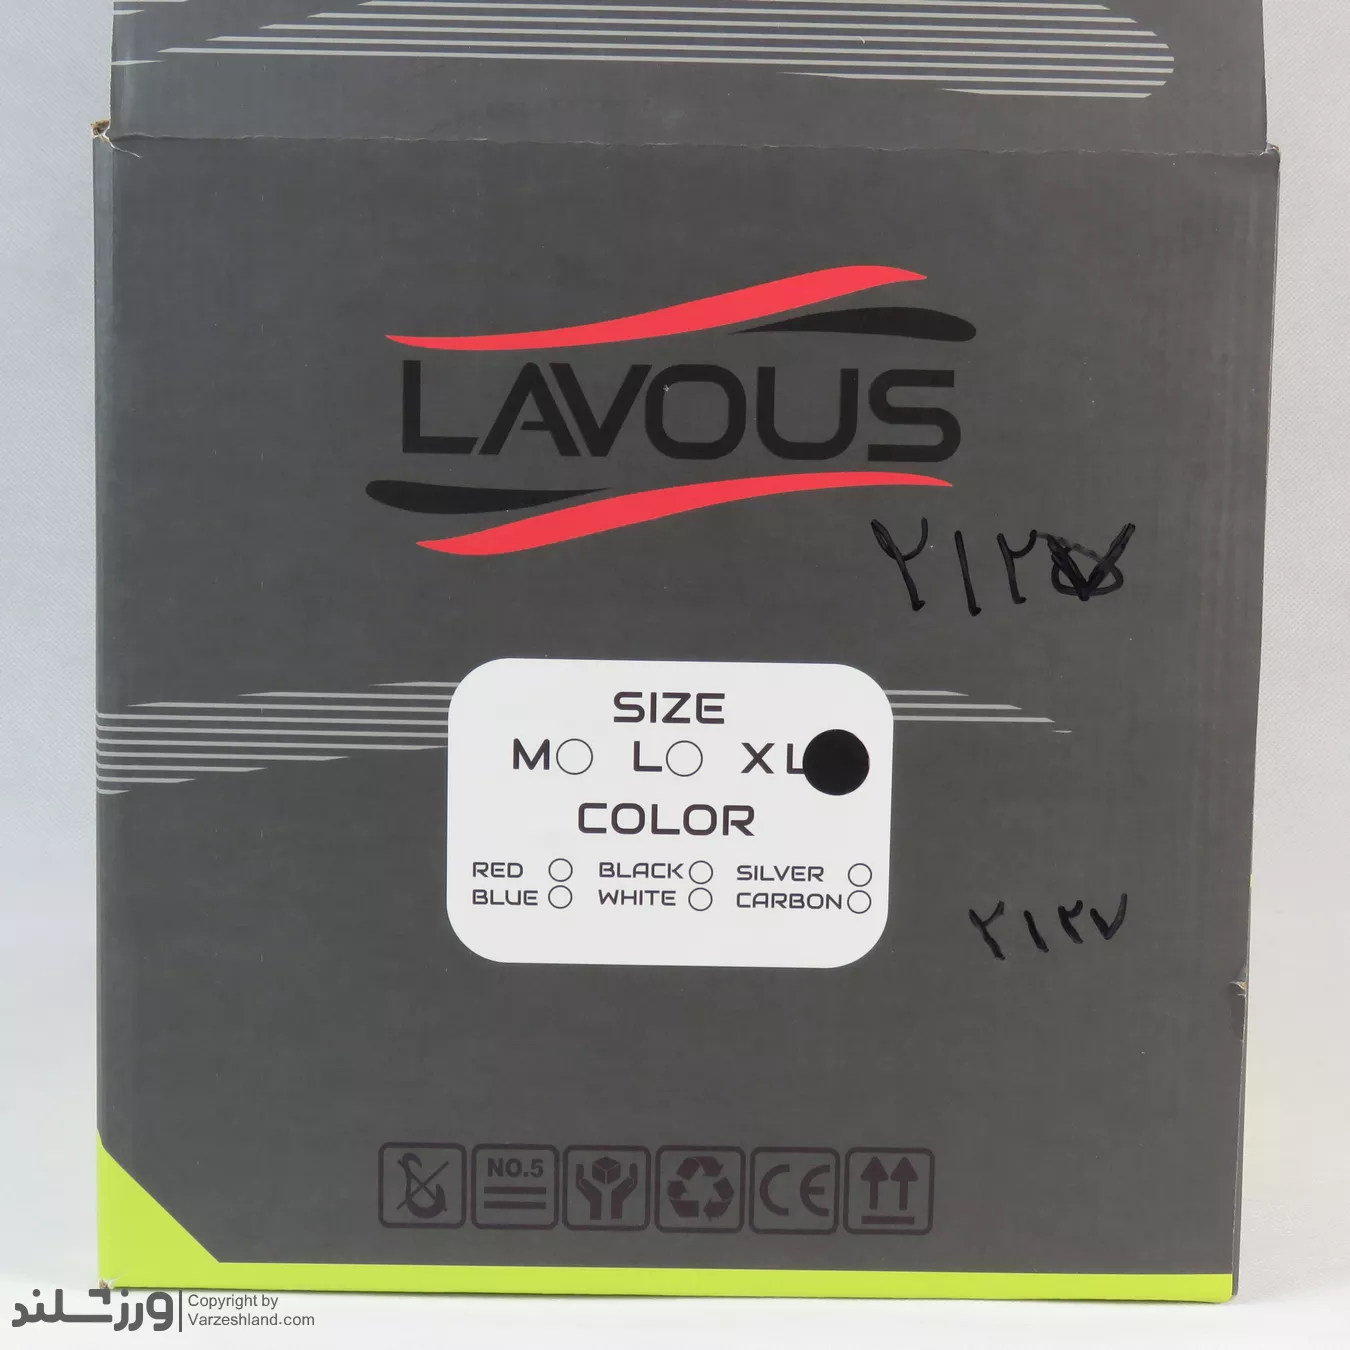 LAVOUS
۲۱۲۷
SIZE
M L XL
COLOR
RED BLACK SILVER
BLUE WHITE CARBON
۲۱۲۷
NO.5
CE
ورزشلند
Copyright by
Varzeshland.com